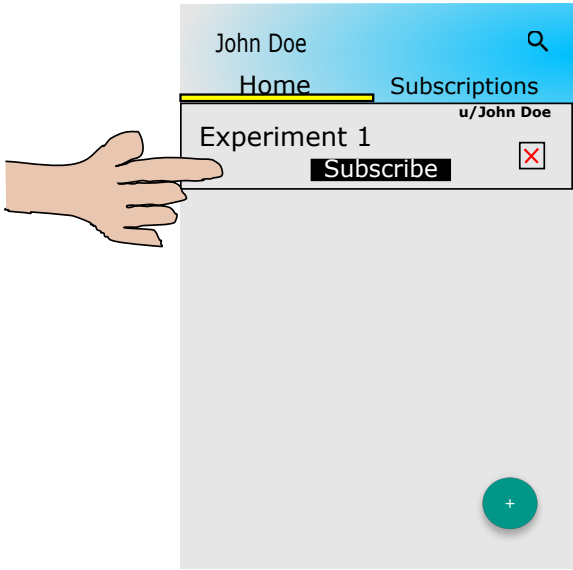 John Doe
Home Subscriptions
u/John Doe
Experiment 1
Subscribe
+